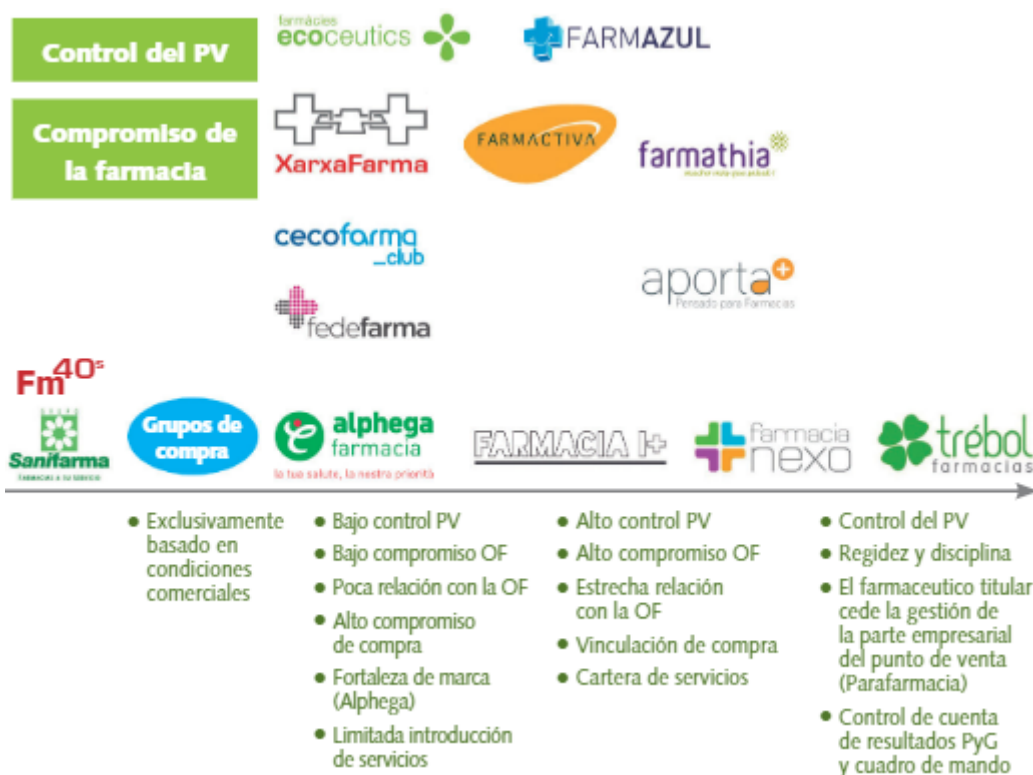 Control del PV
farmàcies
ecoceutics
FARMAZUL
Compromiso de
la farmacia
XarxaFarma
FARMACTIVA
farmathia
cecofarma
_club
aporta+
Pensado para Farmacias
fedefarma
Fm40s
Sanifarma
FARMACIAS A SU SERVICIO
Grupos de
compra
alphega
farmacia
la tua salute, la nostra priorità
FARMACIA I+
farmacia
nexo
trébol
farmacias
• Exclusivamente
basado en
condiciones
comerciales
• Bajo control PV
• Bajo compromiso OF
• Poca relación con la OF
• Alto compromiso
de compra
• Fortaleza de marca
(Alphega)
• Limitada introducción
de servicios
• Alto control PV
• Alto compromiso OF
• Estrecha relación
con la OF
• Vinculación de compra
• Cartera de servicios
• Control del PV
• Regidez y disciplina
• El farmaceutico titular
cede la gestión de
la parte empresarial
del punto de venta
(Parafarmacia)
• Control de cuenta
de resultados PyG
y cuadro de mando